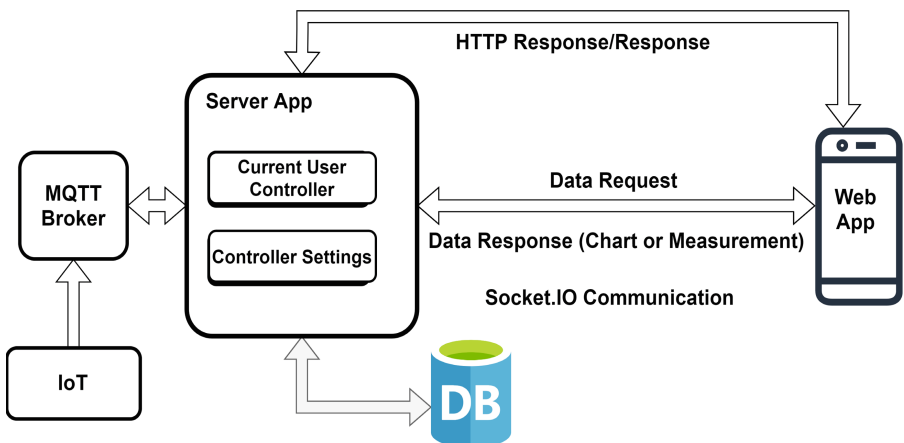 HTTP Response/Response
Server App
Current User
Controller
Controller Settings
MQTT
Broker
IoT
Data Request
Data Response (Chart or Measurement)
Socket.IO Communication
Web
App
DB